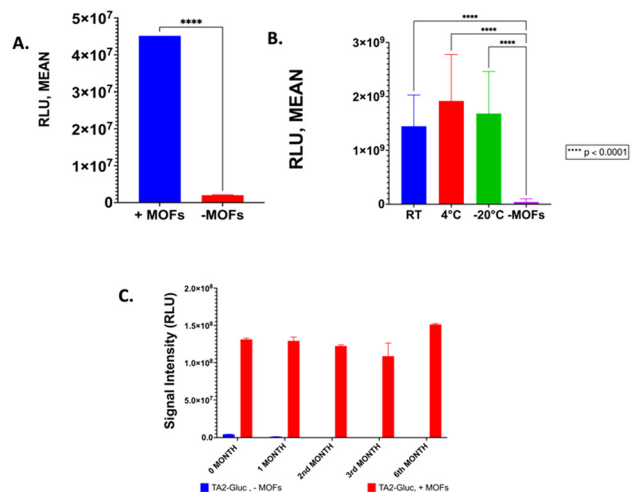 A.
****
5×10⁷
4×10⁷
3×10⁷
2×10⁷
1×10⁷
0
RLU, MEAN
+ MOFs -MOFs
B.
****
****
****
3×10⁹
2×10⁹
1×10⁹
0
RLU, MEAN
RT 4°C -20°C -MOFs
**** p < 0.0001
C.
2.0×10⁸
1.5×10⁸
1.0×10⁸
5.0×10⁷
0.0
Signal Intensity (RLU)
0 MONTH 1 MONTH 2nd MONTH 3rd MONTH 6th MONTH
TA2-Gluc , - MOFs TA2-Gluc, + MOFs